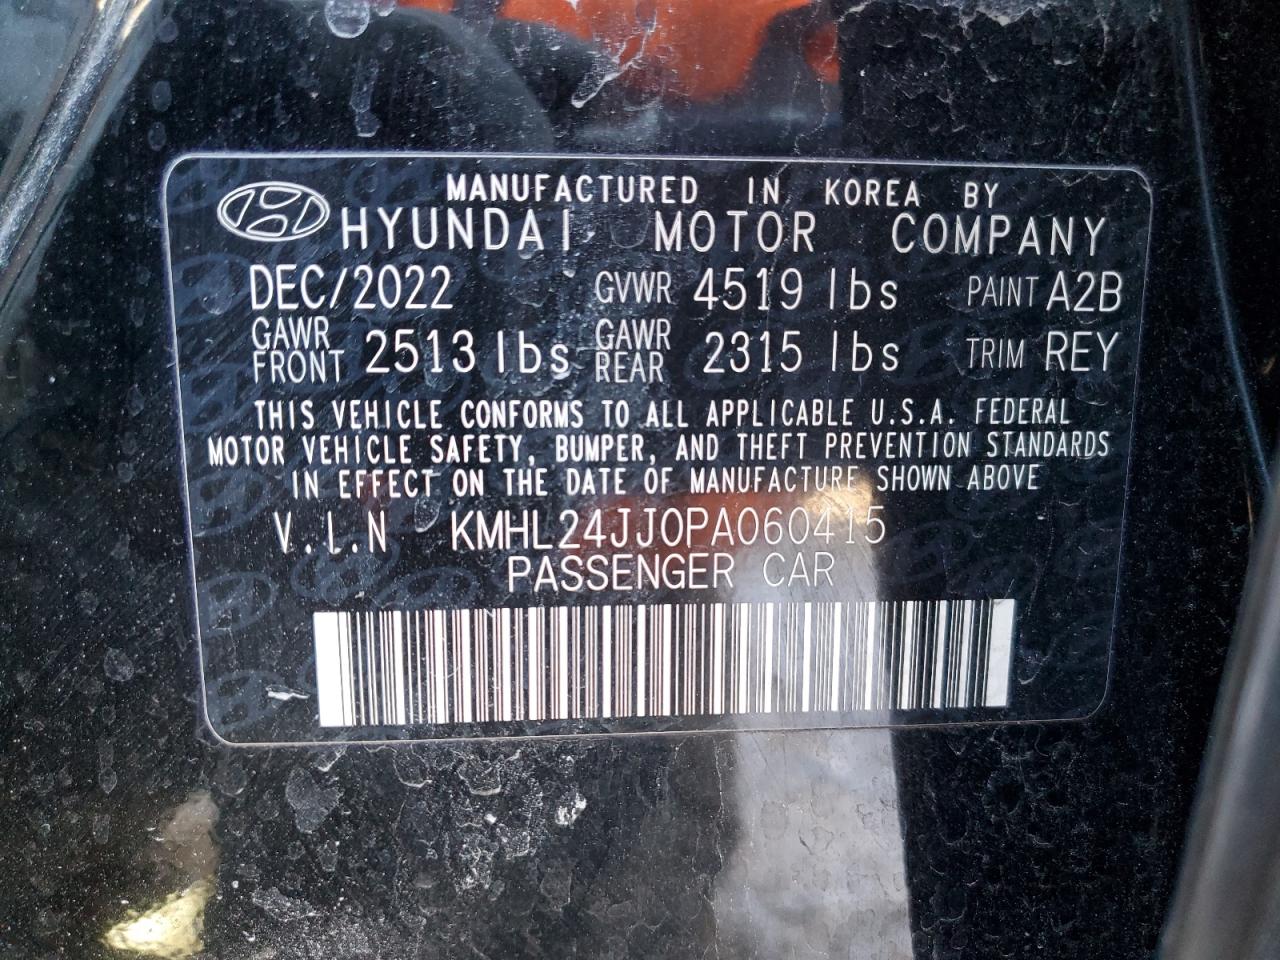 MANUFACTURED IN KOREA BY
HYUNDAI MOTOR COMPANY
DEC/2022 GVWR 4519 lbs PAINT A2B
GAWR FRONT 2513 lbs GAWR REAR 2315 lbs TRIM REY
THIS VEHICLE CONFORMS TO ALL APPLICABLE U.S.A. FEDERAL
MOTOR VEHICLE SAFETY, BUMPER, AND THEFT PREVENTION STANDARDS
IN EFFECT ON THE DATE OF MANUFACTURE SHOWN ABOVE
V.I.N KMHL24JJ0PA060415
PASSENGER CAR